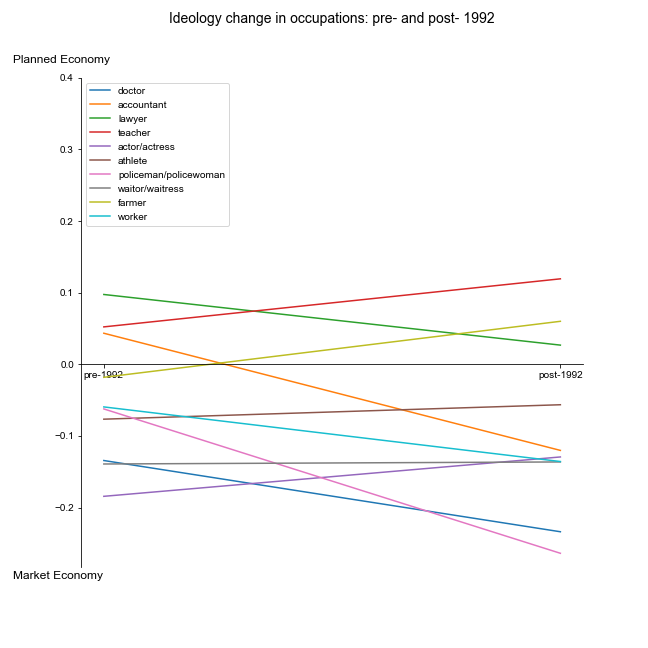 Ideology change in occupations: pre- and post- 1992
Planned Economy
0.4
doctor
accountant
lawyer
teacher
actor/actress
athlete
policeman/policewoman
waitor/waitress
farmer
worker
0.3
0.2
0.1
0.0
pre-1992
post-1992
−0.1
−0.2
Market Economy